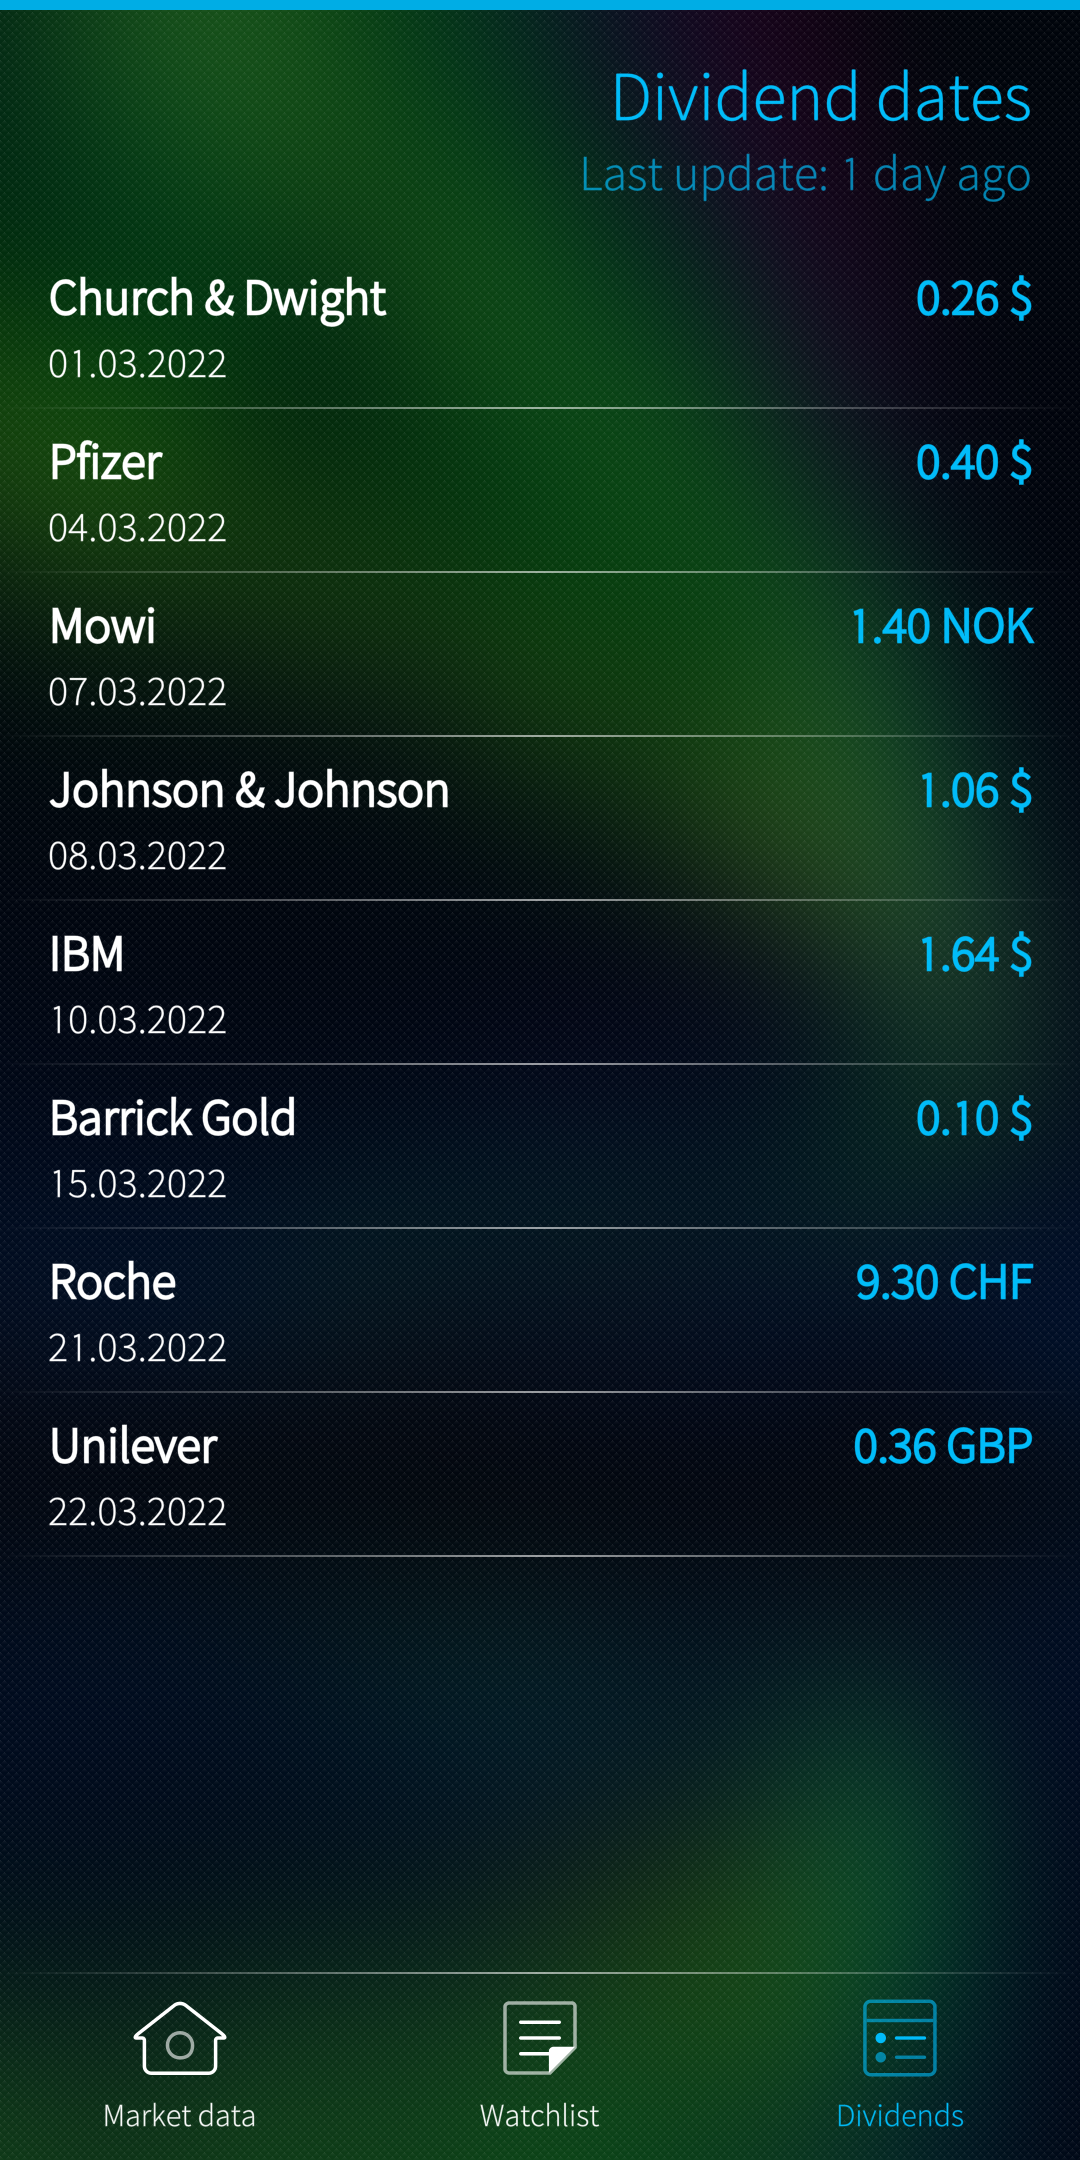 Dividend dates
Last update: 1 day ago
Church & Dwight 0.26 $
01.03.2022
Pfizer 0.40 $
04.03.2022
Mowi 1.40 NOK
07.03.2022
Johnson & Johnson 1.06 $
08.03.2022
IBM 1.64 $
10.03.2022
Barrick Gold 0.10 $
15.03.2022
Roche 9.30 CHF
21.03.2022
Unilever 0.36 GBP
22.03.2022
Market data Watchlist Dividends